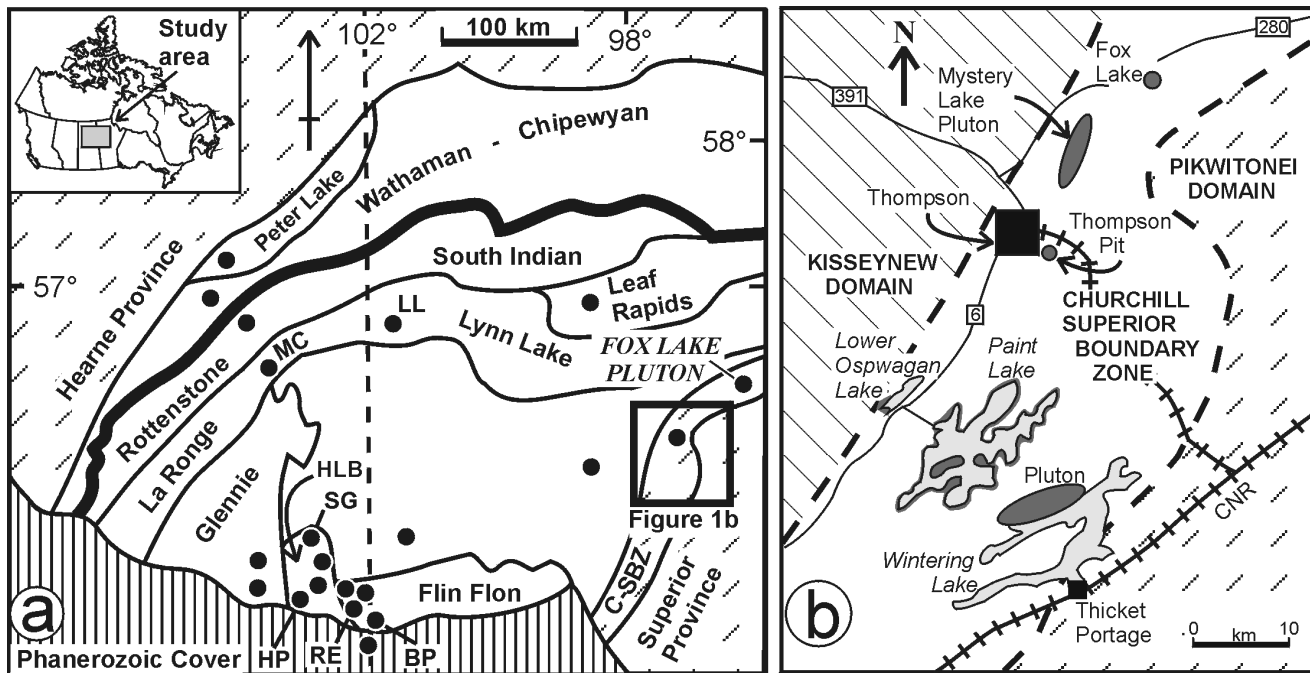 Study
area
102°
100 km
98°
58°
57°
Hearne Province
Peter Lake
Wathaman - Chipewyan
South Indian
Rottenstone
La Ronge
MC
LL
Lynn Lake
Leaf
Rapids
FOX LAKE
PLUTON
Glennie
HLB
SG
Figure 1b
C-SBZ
Superior
Province
Flin Flon
a
Phanerozoic Cover
HP
RE
BP
N
280
391
Fox
Lake
Mystery
Lake
Pluton
PIKWITONEI
DOMAIN
Thompson
Thompson
Pit
KISSEYNEW
DOMAIN
6
CHURCHILL
SUPERIOR
BOUNDARY
ZONE
Lower
Ospwagan
Lake
Paint
Lake
Pluton
CNR
Wintering
Lake
b
Thicket
Portage
0 km 10